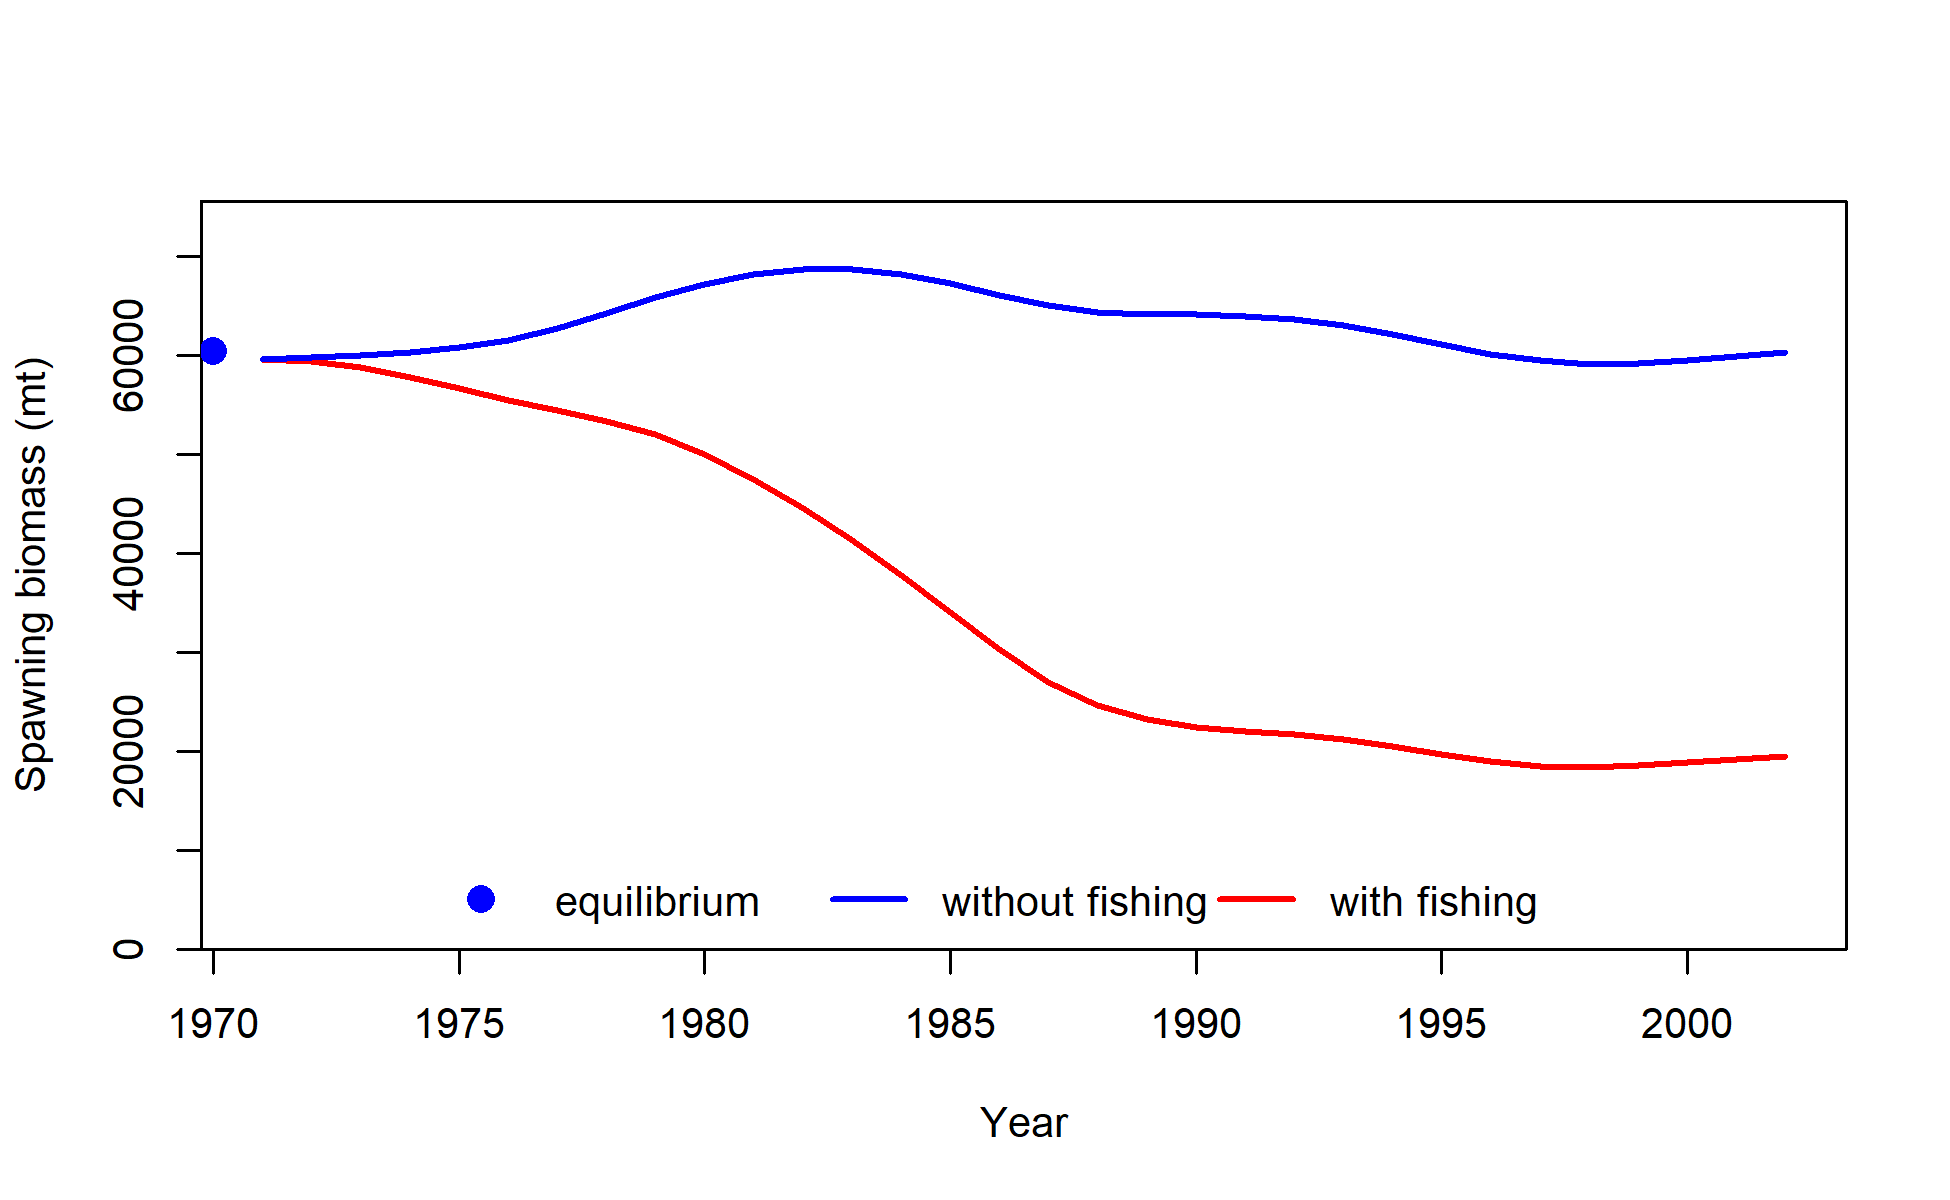 Spawning biomass (mt)
60000
40000
20000
0
equilibrium without fishing with fishing
1970 1975 1980 1985 1990 1995 2000
Year